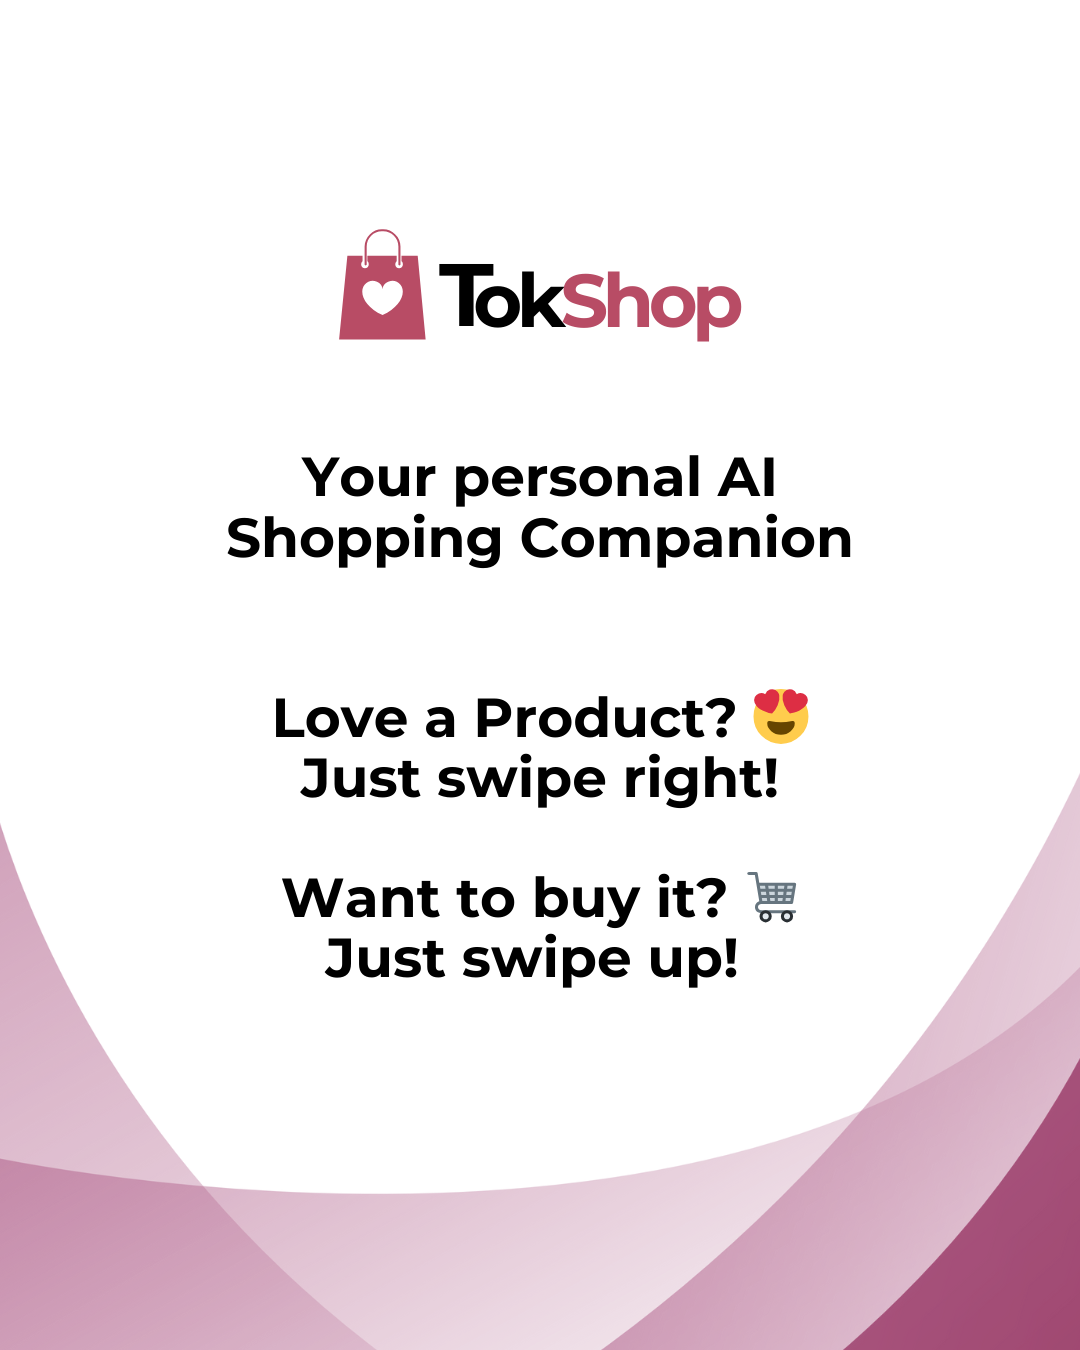 TokShop
Your personal AI
Shopping Companion
Love a Product? 😍
Just swipe right!
Want to buy it? 🛒
Just swipe up!